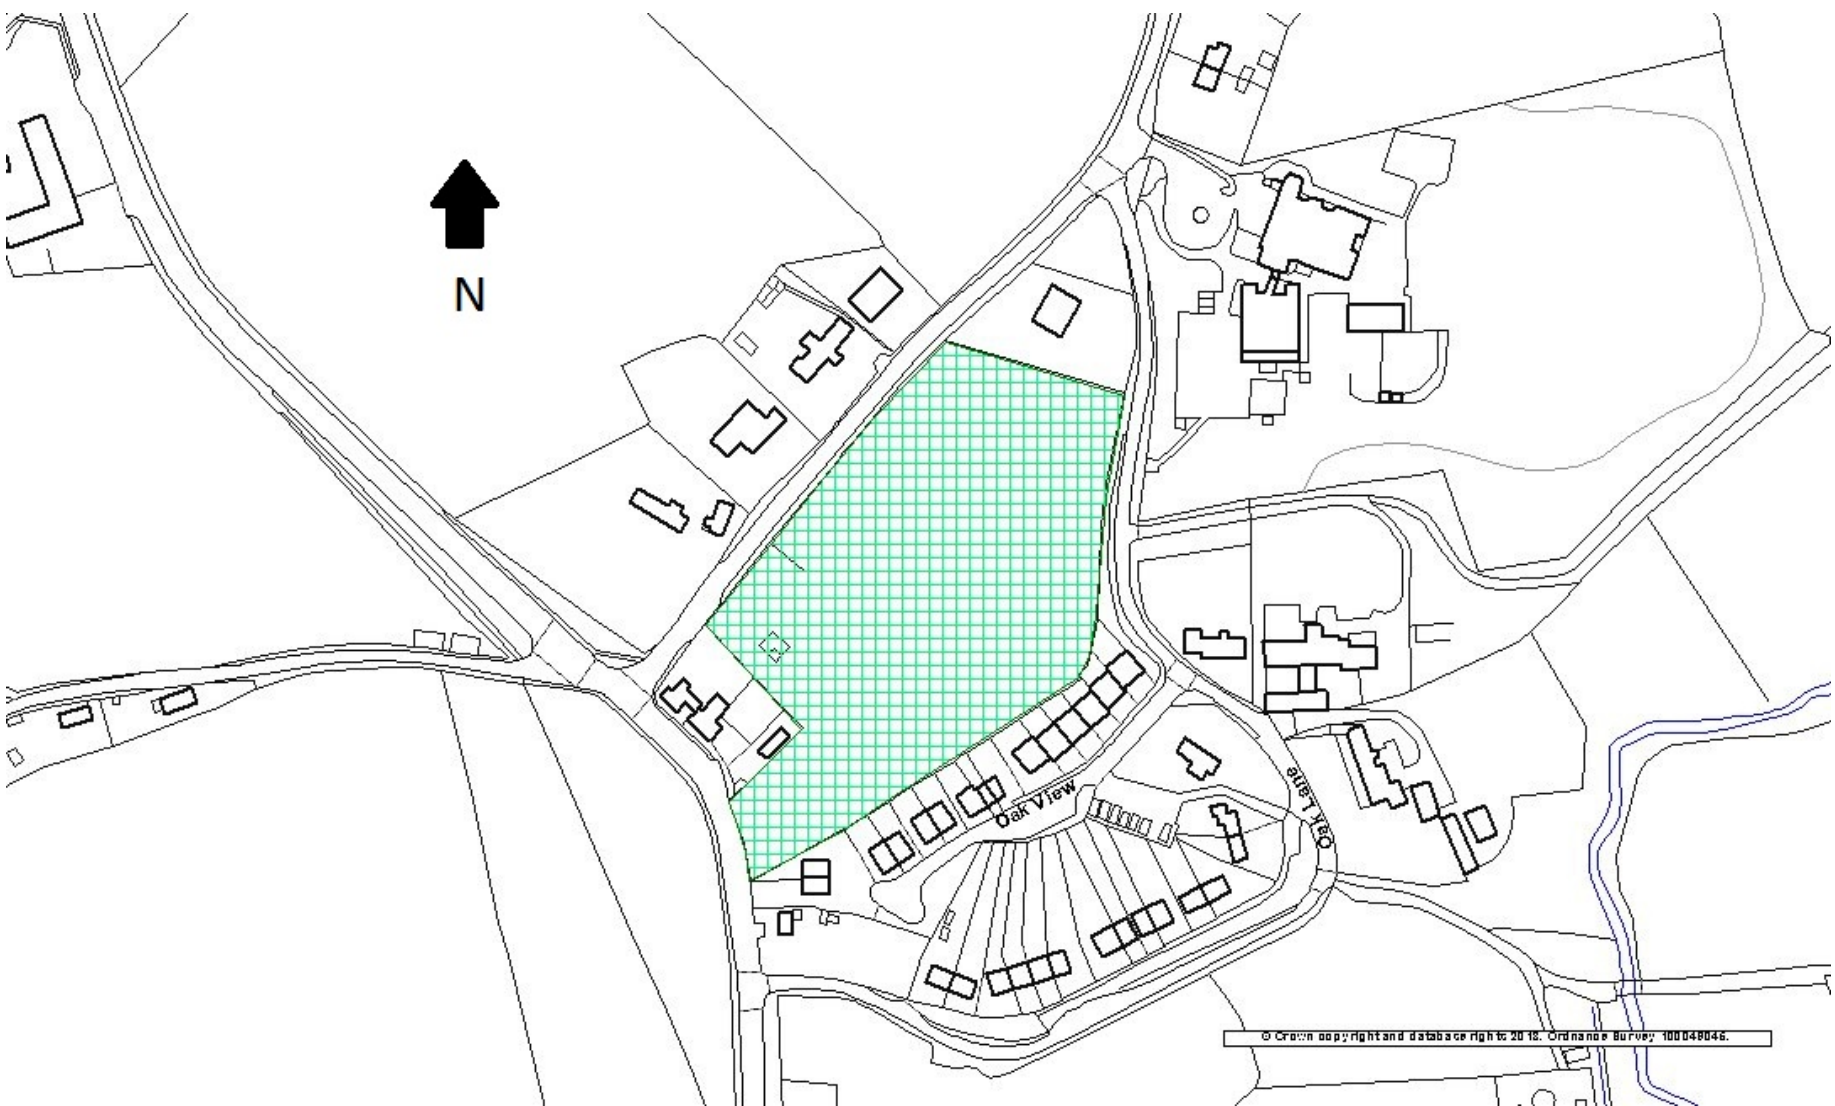 N
Oak View
Oak Lane
© Crown copyright and database rights 2018. Ordnance Survey 100049046.